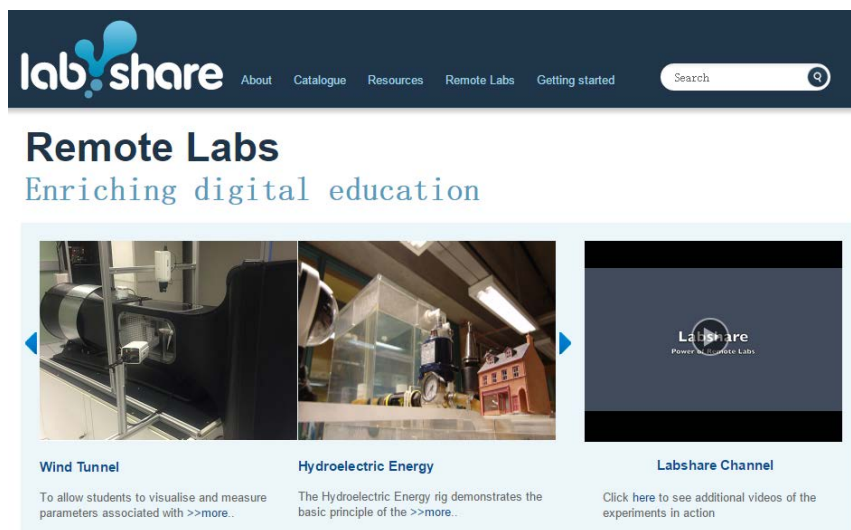 labshare
About Catalogue Resources Remote Labs Getting started Search
Remote Labs
Enriching digital education
Labshare
Power of Remote Labs
Wind Tunnel
To allow students to visualise and measure
parameters associated with >>more..
Hydroelectric Energy
The Hydroelectric Energy rig demonstrates the
basic principle of the >>more..
Labshare Channel
Click here to see additional videos of the
experiments in action